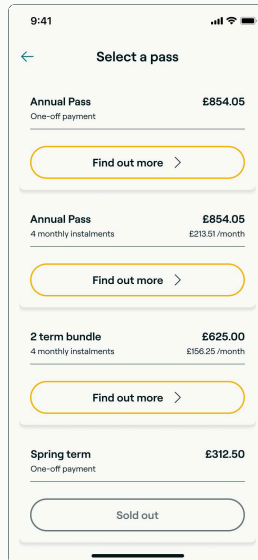 9:41
Select a pass
Annual Pass £854.05
One-off payment
Find out more
Annual Pass £854.05
4 monthly instalments £213.51 /month
Find out more
2 term bundle £625.00
4 monthly instalments £156.25 /month
Find out more
Spring term £312.50
One-off payment
Sold out